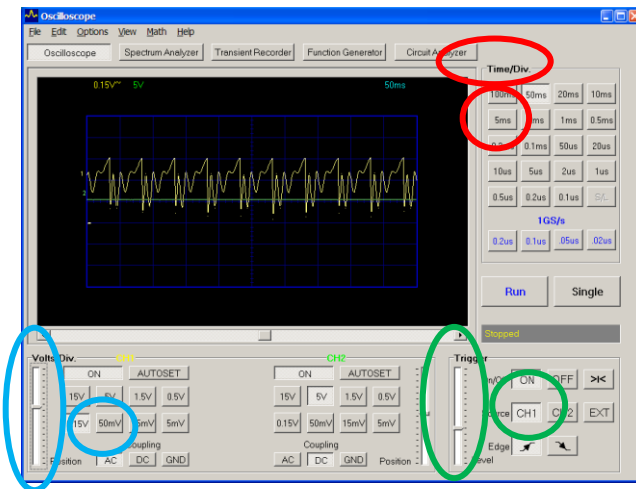 Oscilloscope
File Edit Options View Math Help
Oscilloscope Spectrum Analyzer Transient Recorder Function Generator Circuit Analyzer
Time/Div.
0.15V~ 5V 50ms
100ms 50ms 20ms 10ms
5ms 1ms 0.5ms
0.1ms 50us 20us
10us 5us 2us 1us
0.5us 0.2us 0.1us S/L
1GS/s
0.2us 0.1us .05us .02us
1
2
Run Single
Stopped
Volts/Div. CH1 CH2 Trigger
ON AUTOSET ON AUTOSET ON OFF
15V 5V 1.5V 0.5V 15V 5V 1.5V 0.5V
50mV 5mV 0.15V 50mV 15mV 5mV Source CH1 CH2 EXT
Coupling Coupling
Position AC DC GND AC DC GND Position Edge
Level